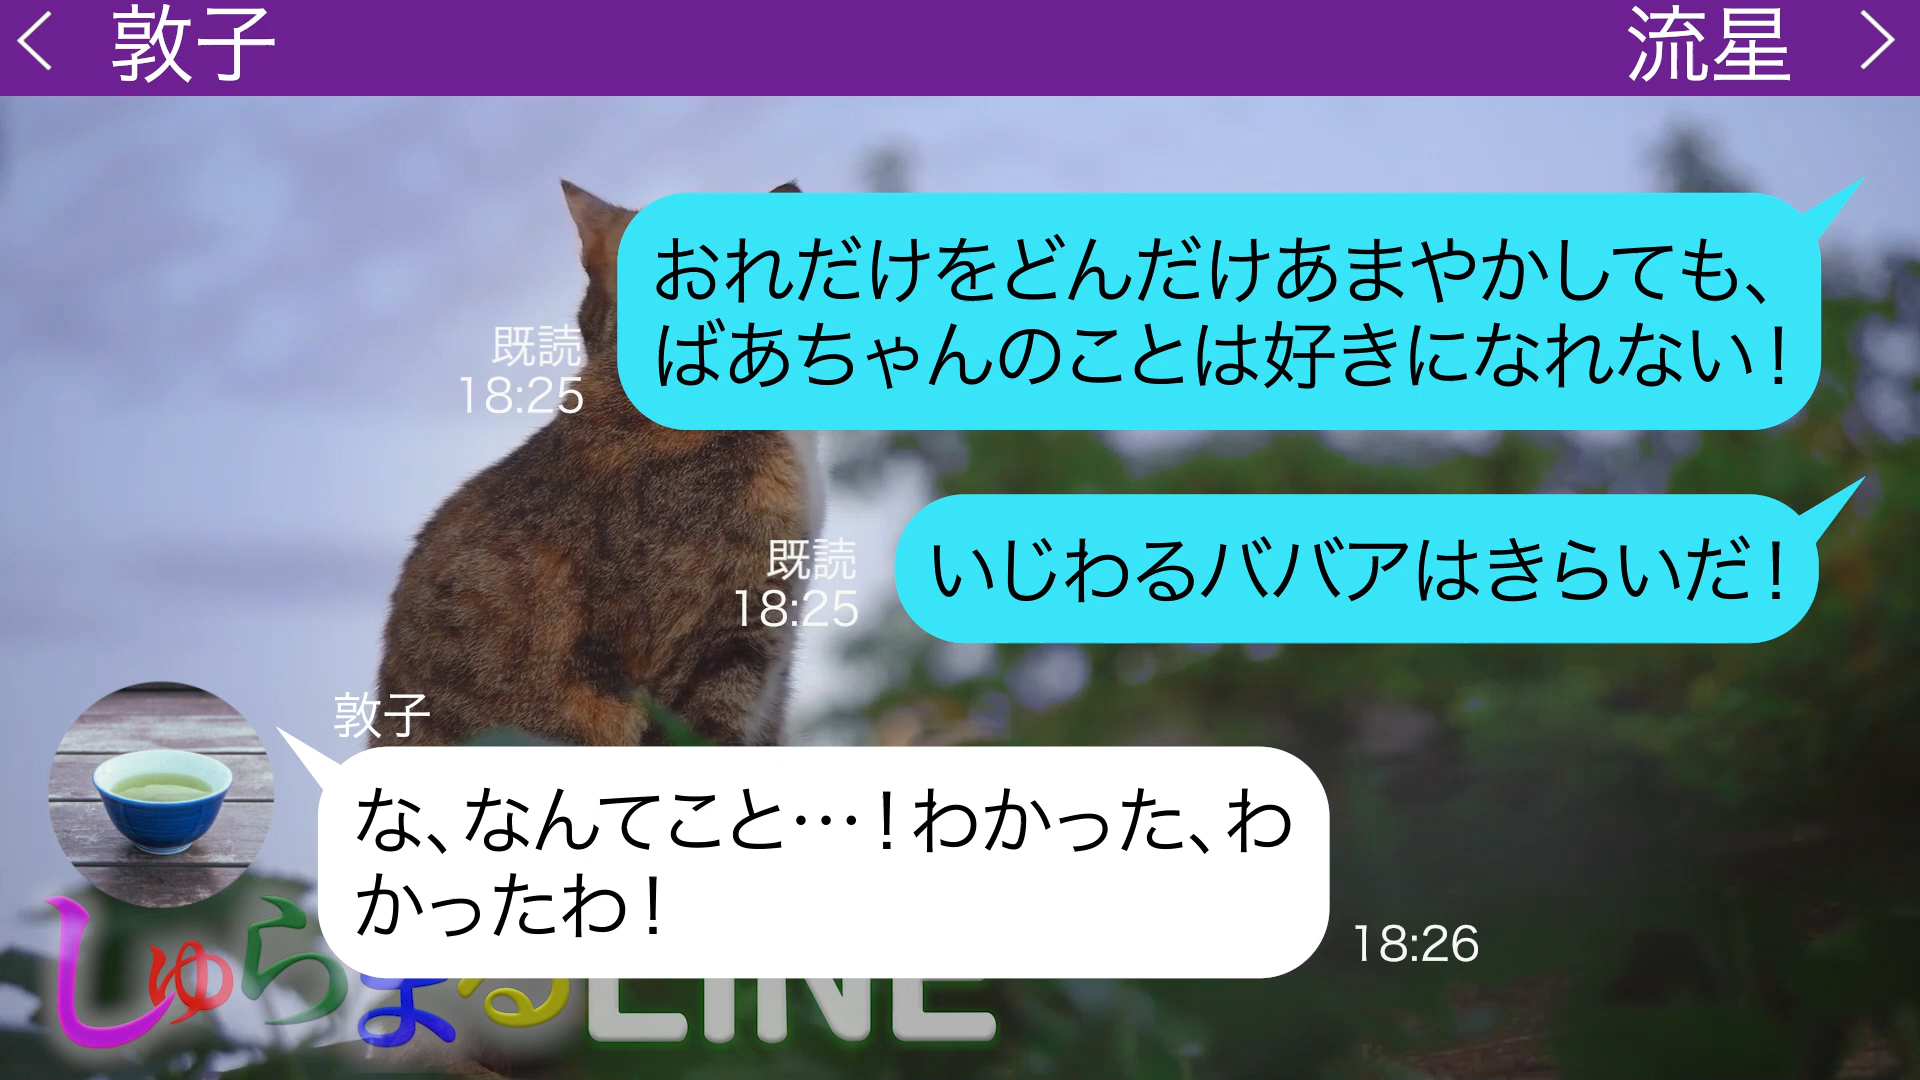 敦子
流星
おれだけをどんだけあまやかしても、
ばあちゃんのことは好きになれない！
既読
18:25
いじわるババアはきらいだ！
既読
18:25
敦子
な、なんてこと…！わかった、わ
かったわ！
18:26
しゅらまるLINE